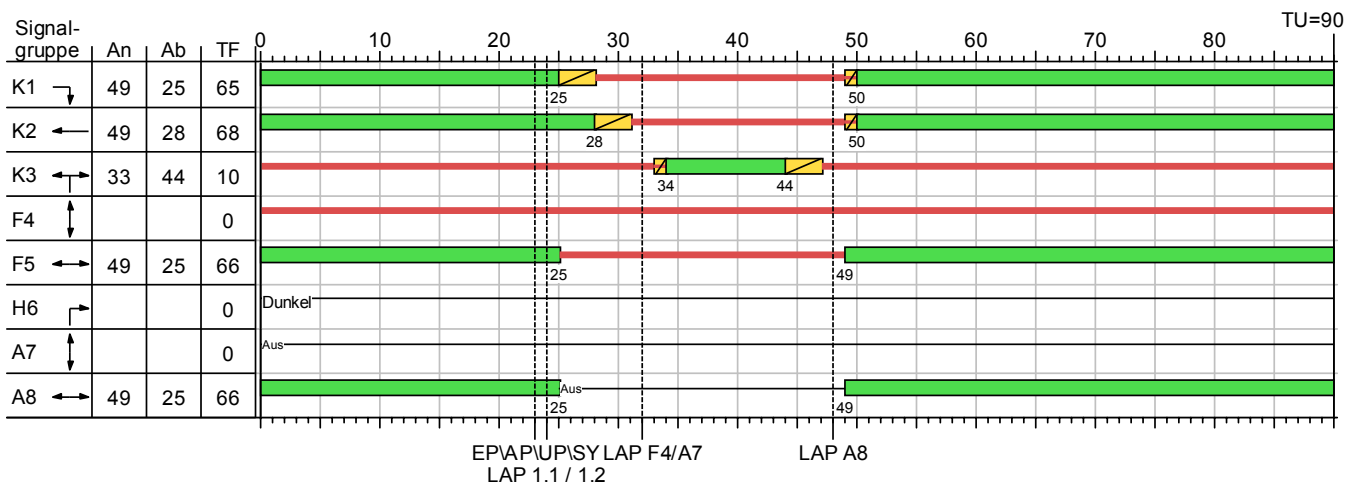 TU=90
Signal-
gruppe An Ab TF
0 10 20 30 40 50 60 70 80
K1 49 25 65
25 50
K2 49 28 68
28 50
K3 33 44 10
34 44
F4 0
F5 49 25 66
25 49
H6 0 Dunkel
A7 0 Aus
A8 49 25 66 Aus
25 49
EP\AP\UP\SY LAP F4/A7 LAP A8
LAP 1.1 / 1.2